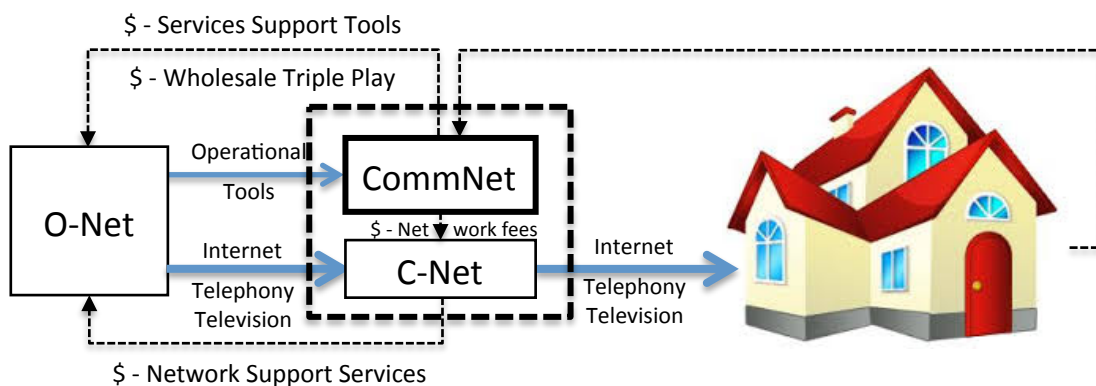 $ - Services Support Tools
$ - Wholesale Triple Play
Operational
Tools
CommNet
O-Net
$ - Net work fees
Internet
C-Net
Internet
Telephony
Television
Telephony
Television
$ - Network Support Services